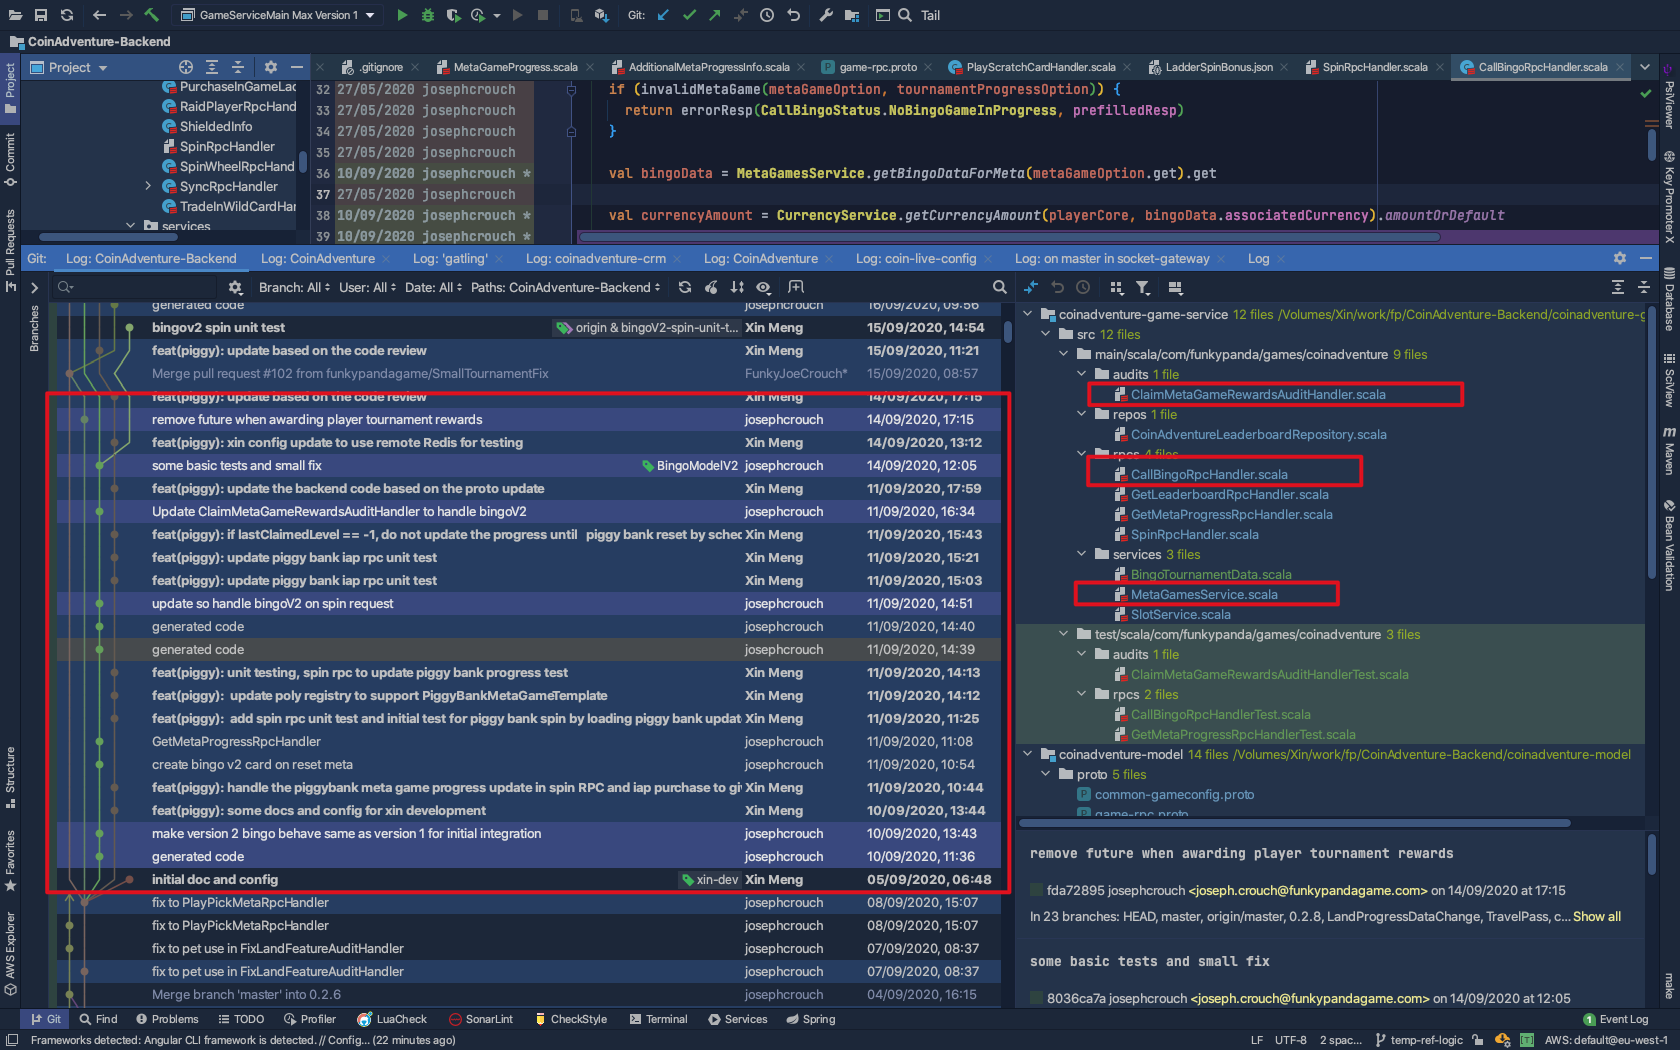 GameServiceMain Max Version 1
Git:
Tail
CoinAdventure-Backend
Project
.gitignore
MetaGameProgress.scala
AdditionalMetaProgressInfo.scala
game-rpc.proto
PlayScratchCardHandler.scala
LadderSpinBonus.json
SpinRpcHandler.scala
CallBingoRpcHandler.scala
PurchaseInGameLac
RaidPlayerRpcHand
ShieldedInfo
SpinRpcHandler
SpinWheelRpcHand
SyncRpcHandler
TradeInWildCardHar
services
32 27/05/2020 josephcrouch if (invalidMetaGame(metaGameOption, tournamentProgressOption)) {
33 27/05/2020 josephcrouch return errorResp(CallBingoStatus.NoBingoGameInProgress, prefilledResp)
34 27/05/2020 josephcrouch }
35 27/05/2020 josephcrouch
36 10/09/2020 josephcrouch * val bingoData = MetaGamesService.getBingoDataForMeta(metaGameOption.get).get
37 27/05/2020 josephcrouch
38 10/09/2020 josephcrouch * val currencyAmount = CurrencyService.getCurrencyAmount(playerCore, bingoData.associatedCurrency).amountOrDefault
39 10/09/2020 josephcrouch *
Project
Commit
Pull Requests
Structure
Favorites
AWS Explorer
PsiViewer
Key Promoter X
Database
SciView
Maven
Bean Validation
make
Git: Log: CoinAdventure-Backend Log: CoinAdventure Log: 'gatling' Log: coinadventure-crm Log: CoinAdventure Log: coin-live-config Log: on master in socket-gateway Log
Branches
Branch: All User: All Date: All Paths: CoinAdventure-Backend
generated code josephcrouch 16/09/2020, 09:56
bingov2 spin unit test origin & bingoV2-spin-unit-t... Xin Meng 15/09/2020, 14:54
feat(piggy): update based on the code review Xin Meng 15/09/2020, 11:21
Merge pull request #102 from funkypandagame/SmallTournamentFix FunkyJoeCrouch* 15/09/2020, 08:57
feat(piggy): update based on the code review Xin Meng 14/09/2020, 17:15
remove future when awarding player tournament rewards josephcrouch 14/09/2020, 17:15
feat(piggy): xin config update to use remote Redis for testing Xin Meng 14/09/2020, 13:12
some basic tests and small fix BingoModelV2 josephcrouch 14/09/2020, 12:05
feat(piggy): update the backend code based on the proto update Xin Meng 11/09/2020, 17:59
Update ClaimMetaGameRewardsAuditHandler to handle bingoV2 josephcrouch 11/09/2020, 16:34
feat(piggy): if lastClaimedLevel == -1, do not update the progress until piggy bank reset by sched Xin Meng 11/09/2020, 15:43
feat(piggy): update piggy bank iap rpc unit test Xin Meng 11/09/2020, 15:21
feat(piggy): update piggy bank iap rpc unit test Xin Meng 11/09/2020, 15:03
update so handle bingoV2 on spin request josephcrouch 11/09/2020, 14:51
generated code josephcrouch 11/09/2020, 14:40
generated code josephcrouch 11/09/2020, 14:39
feat(piggy): unit testing, spin rpc to update piggy bank progress test Xin Meng 11/09/2020, 14:13
feat(piggy): update poly registry to support PiggyBankMetaGameTemplate Xin Meng 11/09/2020, 14:12
feat(piggy): add spin rpc unit test and initial test for piggy bank spin by loading piggy bank updat Xin Meng 11/09/2020, 11:25
GetMetaProgressRpcHandler josephcrouch 11/09/2020, 11:08
create bingo v2 card on reset meta josephcrouch 11/09/2020, 10:54
feat(piggy): handle the piggybank meta game progress update in spin RPC and iap purchase to gi Xin Meng 11/09/2020, 10:44
feat(piggy): some docs and config for xin development Xin Meng 10/09/2020, 13:44
make version 2 bingo behave same as version 1 for initial integration josephcrouch 10/09/2020, 13:43
generated code josephcrouch 10/09/2020, 11:36
initial doc and config xin-dev Xin Meng 05/09/2020, 06:48
fix to PlayPickMetaRpcHandler josephcrouch 08/09/2020, 15:07
fix to PlayPickMetaRpcHandler josephcrouch 08/09/2020, 15:07
fix to pet use in FixLandFeatureAuditHandler josephcrouch 07/09/2020, 08:37
fix to pet use in FixLandFeatureAuditHandler josephcrouch 07/09/2020, 08:37
Merge branch 'master' into 0.2.6 josephcrouch 04/09/2020, 16:15
coinadventure-game-service 12 files /Volumes/Xin/work/fp/CoinAdventure-Backend/coinadventure-g
src 12 files
main/scala/com/funkypanda/games/coinadventure 9 files
audits 1 file
ClaimMetaGameRewardsAuditHandler.scala
repos 1 file
CoinAdventureLeaderboardRepository.scala
rpcs 4 files
CallBingoRpcHandler.scala
GetLeaderboardRpcHandler.scala
GetMetaProgressRpcHandler.scala
SpinRpcHandler.scala
services 3 files
BingoTournamentData.scala
MetaGamesService.scala
SlotService.scala
test/scala/com/funkypanda/games/coinadventure 3 files
audits 1 file
ClaimMetaGameRewardsAuditHandlerTest.scala
rpcs 2 files
CallBingoRpcHandlerTest.scala
GetMetaProgressRpcHandlerTest.scala
coinadventure-model 14 files /Volumes/Xin/work/fp/CoinAdventure-Backend/coinadventure-model
proto 5 files
common-gameconfig.proto
game-rpc.proto
remove future when awarding player tournament rewards
fda72895 josephcrouch <joseph.crouch@funkypandagame.com> on 14/09/2020 at 17:15
In 23 branches: HEAD, master, origin/master, 0.2.8, LandProgressDataChange, TravelPass, c... Show all
some basic tests and small fix
8036ca7a josephcrouch <joseph.crouch@funkypandagame.com> on 14/09/2020 at 12:05
Git Find Problems TODO Profiler LuaCheck SonarLint CheckStyle Terminal Services Spring 1 Event Log
Frameworks detected: Angular CLI framework is detected. // Config... (22 minutes ago) LF UTF-8 2 spac... temp-ref-logic AWS: default@eu-west-1